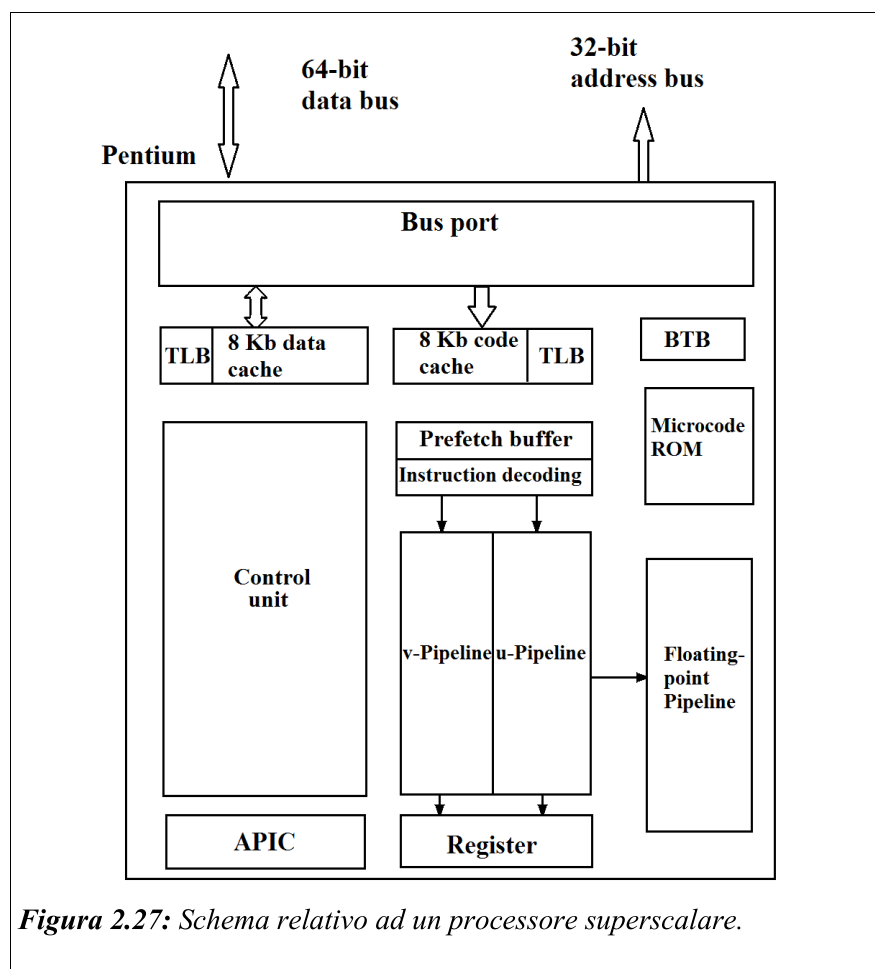 64-bit
data bus
32-bit
address bus
Pentium
Bus port
TLB
8 Kb data
cache
8 Kb code
cache
TLB
BTB
Microcode
ROM
Prefetch buffer
Instruction decoding
Control
unit
v-Pipeline
u-Pipeline
Floating-
point
Pipeline
APIC
Register
Figura 2.27: Schema relativo ad un processore superscalare.